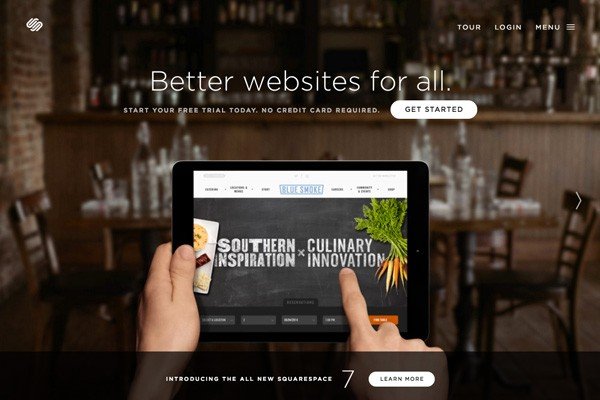 TOUR LOGIN MENU
Better websites for all.
START YOUR FREE TRIAL TODAY. NO CREDIT CARD REQUIRED. GET STARTED
CATERING LOCATIONS & MENUS STORY BLUE SMOKE CAREERS COMMUNITY & EVENTS SHOP
SOUTHERN INSPIRATION × CULINARY INNOVATION
RESERVATIONS
FIND TABLE
INTRODUCING THE ALL NEW SQUARESPACE 7 LEARN MORE